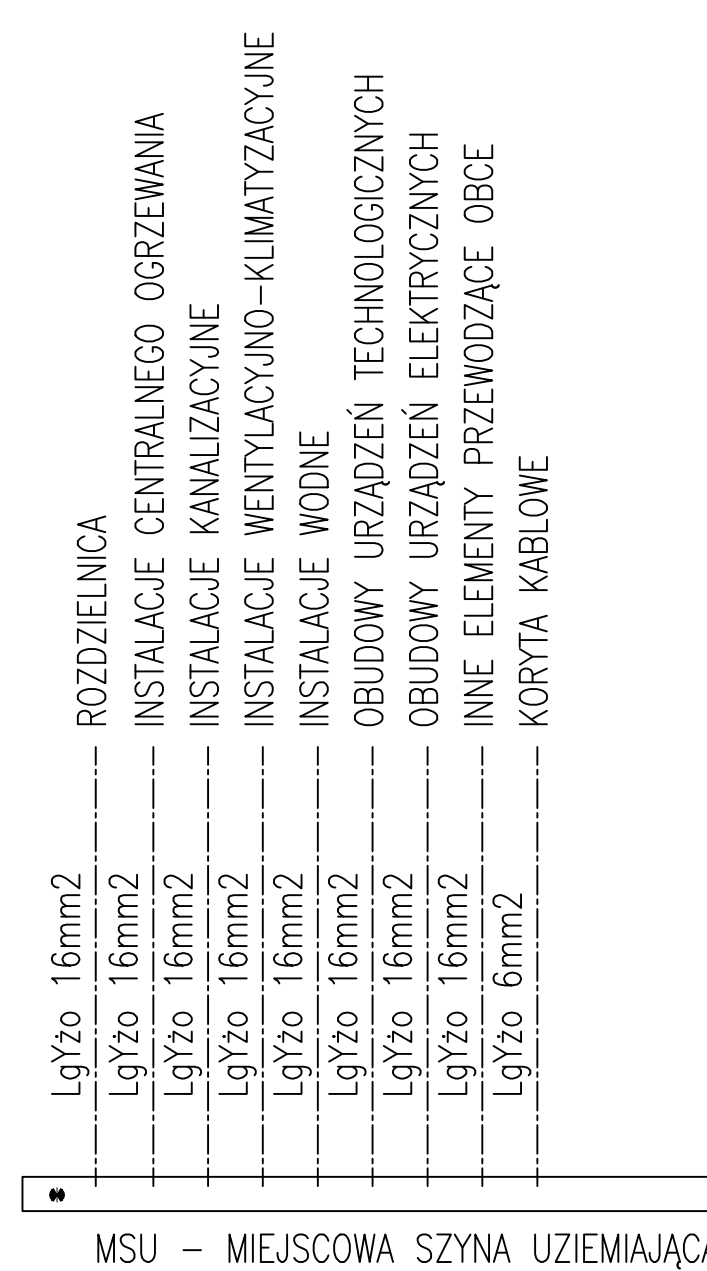 ROZDZIELNICA
INSTALACJE CENTRALNEGO OGRZEWANIA
INSTALACJE KANALIZACYJNE
INSTALACJE WENTYLACYJNO-KLIMATYZACYJNE
INSTALACJE WODNE
OBUDOWY URZĄDZEŃ TECHNOLOGICZNYCH
OBUDOWY URZĄDZEŃ ELEKTRYCZNYCH
INNE ELEMENTY PRZEWODZĄCE OBCE
KORYTA KABLOWE
LgYżo 16mm2
LgYżo 16mm2
LgYżo 16mm2
LgYżo 16mm2
LgYżo 16mm2
LgYżo 16mm2
LgYżo 16mm2
LgYżo 16mm2
LgYżo 6mm2
MSU – MIEJSCOWA SZYNA UZIEMIAJĄCA